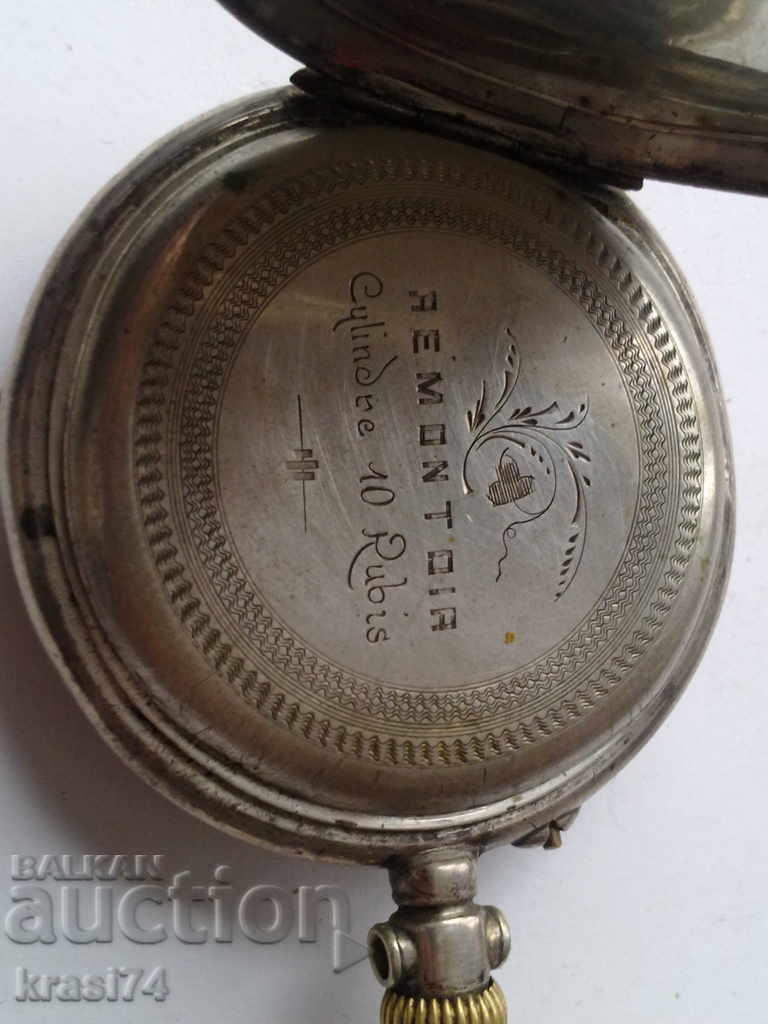 REMONTOIR
Cylindre 10 Rubis
BALKAN
auction
krasi74